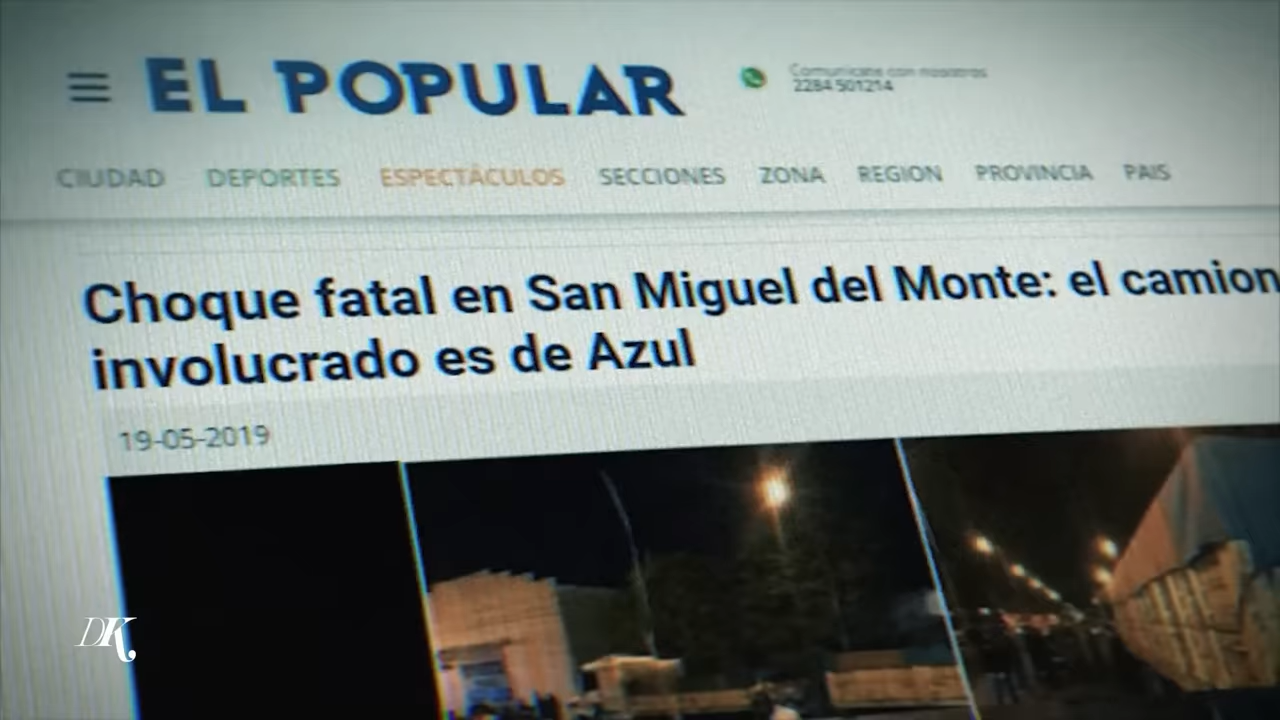 EL POPULAR
Comunicate con nosotros
2284 501214
CIUDAD DEPORTES ESPECTÁCULOS SECCIONES ZONA REGION PROVINCIA PAIS
Choque fatal en San Miguel del Monte: el camion
involucrado es de Azul
19-05-2019
DK